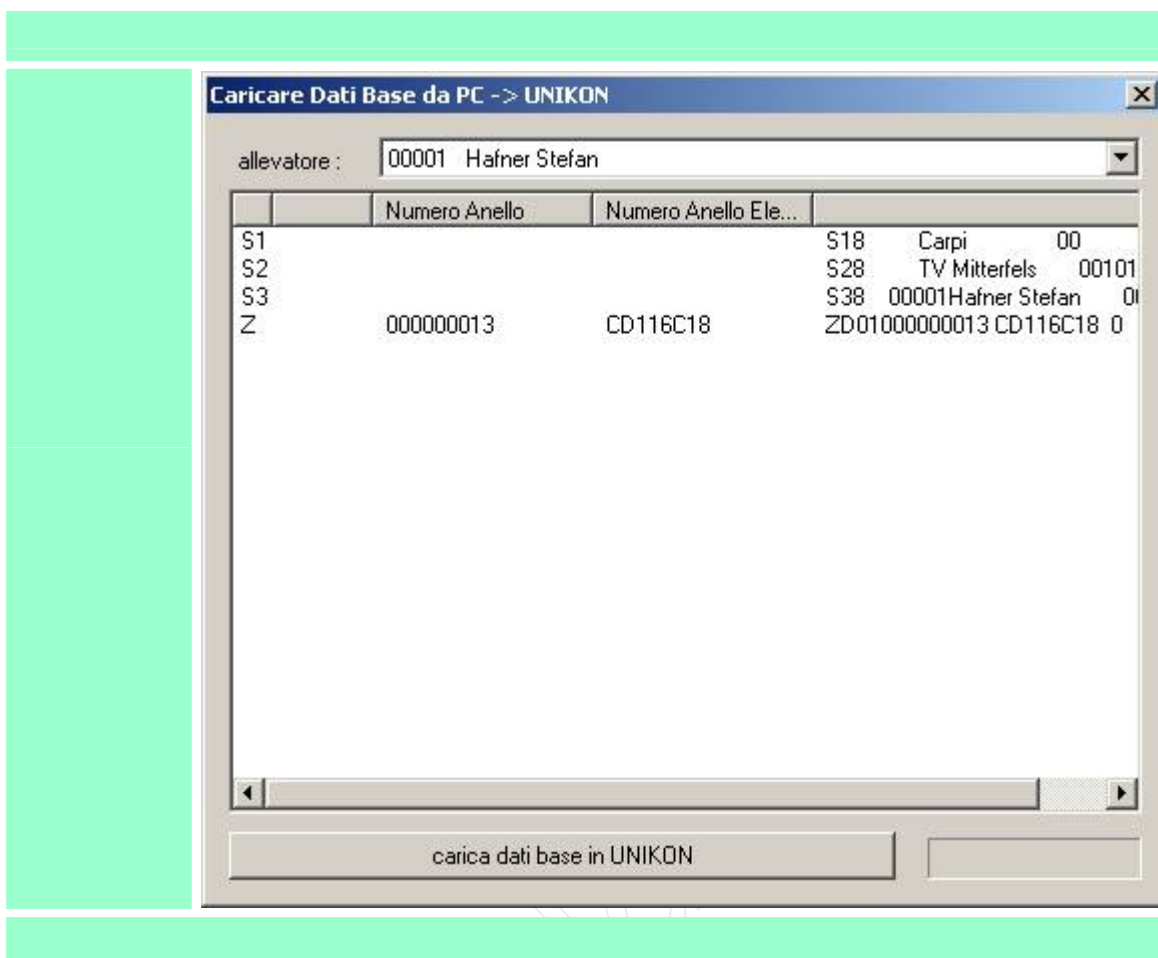 Caricare Dati Base da PC -> UNIKON
allevatore : 00001 Hafner Stefan
Numero Anello Numero Anello Ele...
S1 S18 Carpi 00
S2 S28 TV Mitterfels 00101
S3 S38 00001Hafner Stefan
Z 000000013 CD116C18 ZD01000000013 CD116C18 0
carica dati base in UNIKON